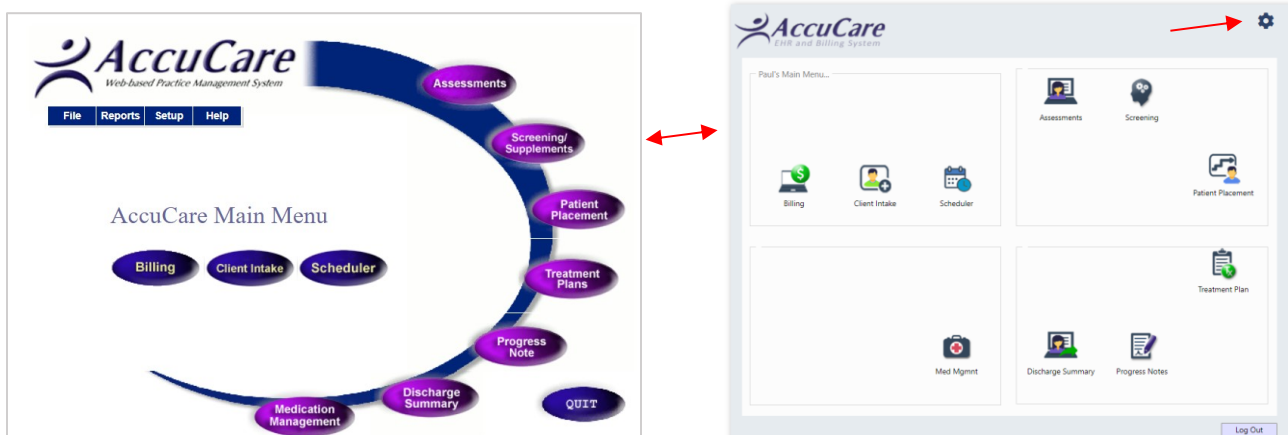 AccuCare
Web-based Practice Management System
File Reports Setup Help
AccuCare Main Menu
Billing Client Intake Scheduler
Assessments
Screening/
Supplements
Patient
Placement
Treatment
Plans
Progress
Note
Discharge
Summary
Medication
Management
QUIT
AccuCare
EHR and Billing System
Paul's Main Menu...
Billing Client Intake Scheduler
Assessments Screening
Patient Placement
Med Mgmnt
Treatment Plan
Discharge Summary Progress Notes
Log Out